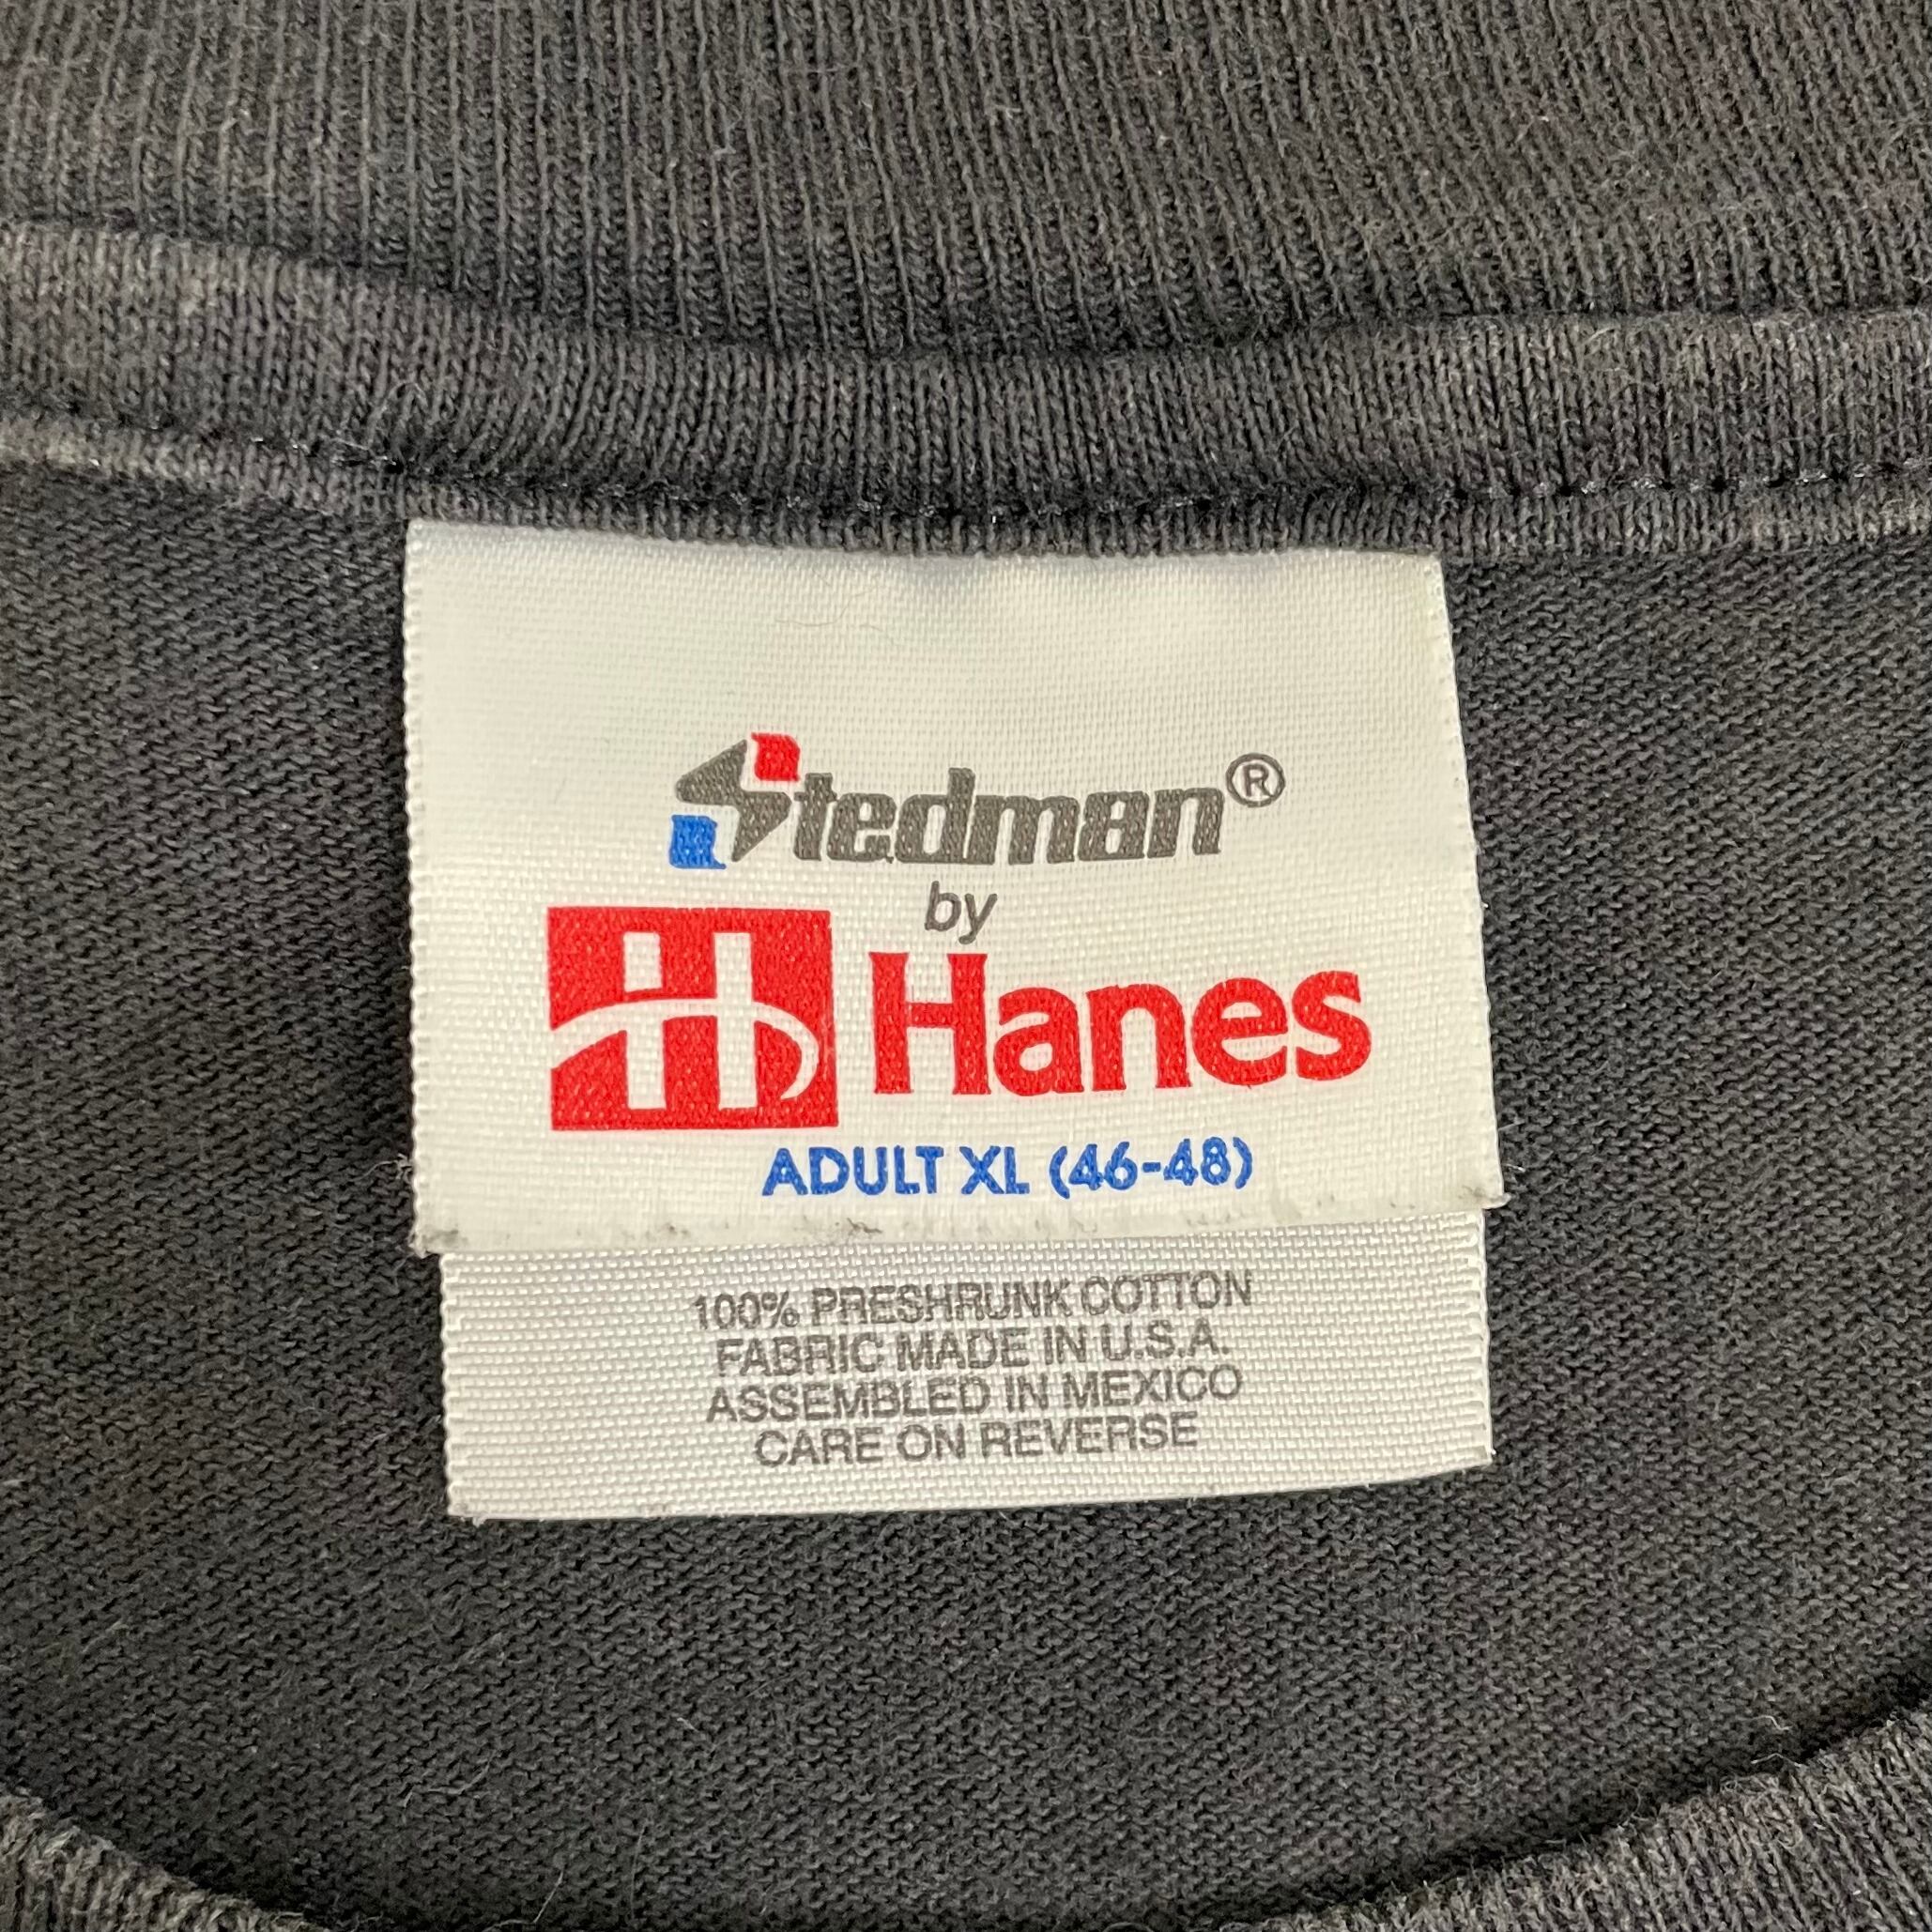 Stedman®
by
H Hanes
ADULT XL (46-48)
100% PRESHRUNK COTTON
FABRIC MADE IN U.S.A.
ASSEMBLED IN MEXICO
CARE ON REVERSE